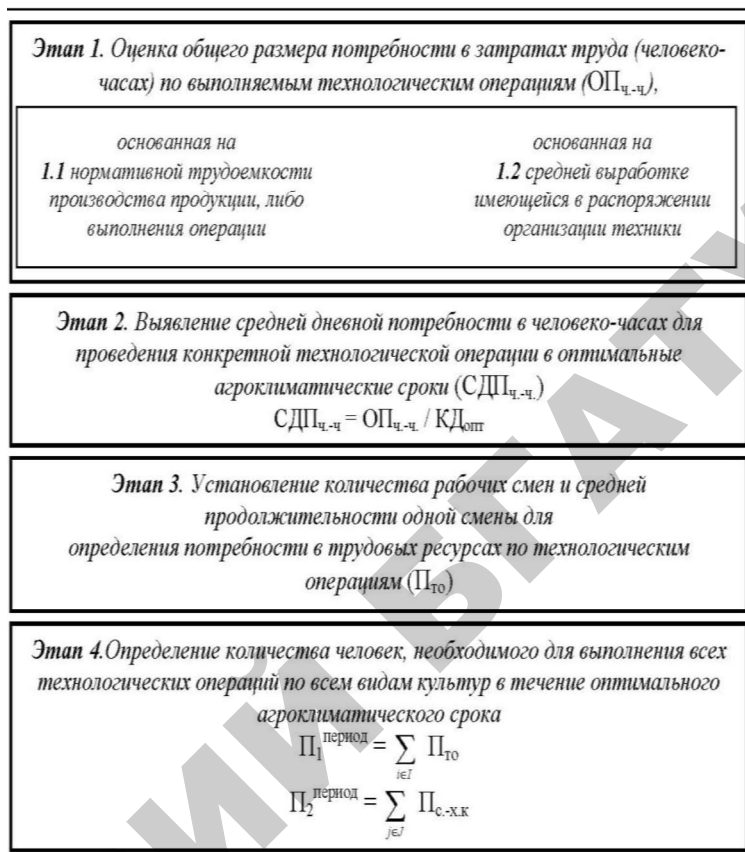 Этап 1. Оценка общего размера потребности в затратах труда (человеко-
часах) по выполняемым технологическим операциям (ОПч.-ч),
основанная на
1.1 нормативной трудоемкости
производства продукции, либо
выполнения операции
основанная на
1.2 средней выработке
имеющейся в распоряжении
организации техники
Этап 2. Выявление средней дневной потребности в человеко-часах для
проведения конкретной технологической операции в оптимальные
агроклиматические сроки (СДПч.-ч.)
СДПч.-ч = ОПч.-ч. / КДопт
Этап 3. Установление количества рабочих смен и средней
продолжительности одной смены для
определения потребности в трудовых ресурсах по технологическим
операциям (Пто)
Этап 4.Определение количества человек, необходимого для выполнения всех
технологических операций по всем видам культур в течение оптимального
агроклиматического срока
П1период = ∑ Пто
i∈I
П2период = ∑ Пс.-х.к
j∈J
ИЙ БГАТУ